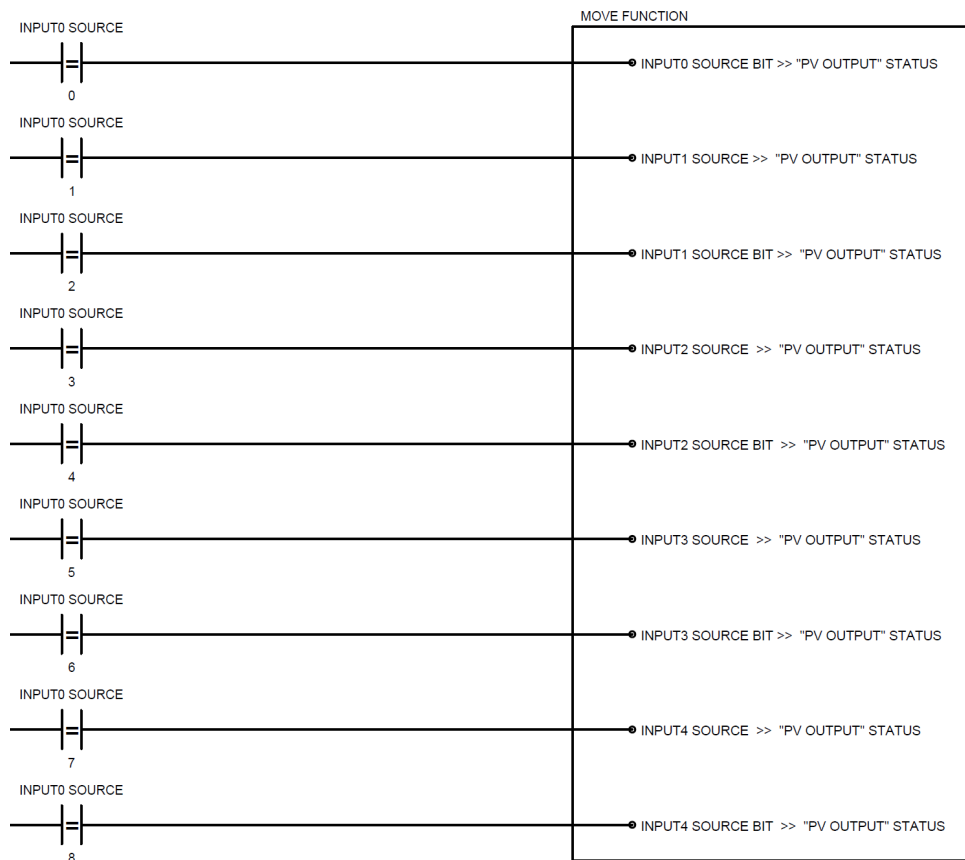 MOVE FUNCTION
INPUT0 SOURCE
=
INPUT0 SOURCE BIT >> "PV OUTPUT" STATUS
0
INPUT0 SOURCE
=
INPUT1 SOURCE >> "PV OUTPUT" STATUS
1
INPUT0 SOURCE
=
INPUT1 SOURCE BIT >> "PV OUTPUT" STATUS
2
INPUT0 SOURCE
=
INPUT2 SOURCE >> "PV OUTPUT" STATUS
3
INPUT0 SOURCE
=
INPUT2 SOURCE BIT >> "PV OUTPUT" STATUS
4
INPUT0 SOURCE
=
INPUT3 SOURCE >> "PV OUTPUT" STATUS
5
INPUT0 SOURCE
=
INPUT3 SOURCE BIT >> "PV OUTPUT" STATUS
6
INPUT0 SOURCE
=
INPUT4 SOURCE >> "PV OUTPUT" STATUS
7
INPUT0 SOURCE
=
INPUT4 SOURCE BIT >> "PV OUTPUT" STATUS
8